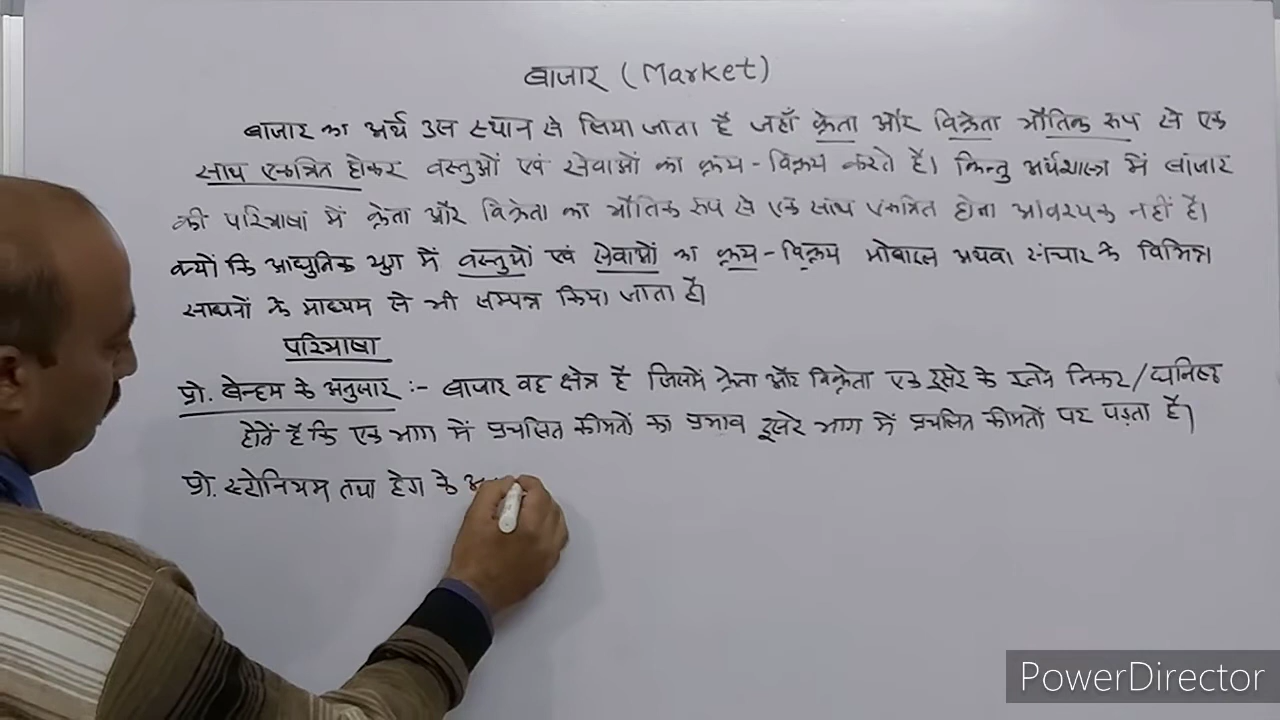 बाजार (Market)
बाजार का अर्थ उस स्थान से लिया जाता है जहाँ क्रेता और विक्रेता भौतिक रूप से एक
साथ एकत्रित होकर वस्तुओं एवं सेवाओं का क्रय-विक्रय करते है। किन्तु अर्थशास्त्र में बाजार
की परिभाषा में क्रेता और विक्रेता का भौतिक रूप से एक साथ एकत्रित होना आवश्यक नहीं है।
क्यों कि आधुनिक युग में वस्तुओं एवं सेवाओं का क्रय-विक्रय मोबाइल अथवा संचार के विभिन्न
साधनों के माध्यम से भी सम्पन्न किया जाता है।
परिभाषा
प्रो. बेन्हम के अनुसार :- बाजार वह क्षेत्र है जिसमें क्रेता और विक्रेता एक दूसरे के इतने निकट/घनिष्ठ
होते है कि एक भाग में प्रचलित कीमतों का प्रभाव दूसरे भाग में प्रचलित कीमतों पर पड़ता है।
प्रो. स्टोनियम तथा हेग के
PowerDirector